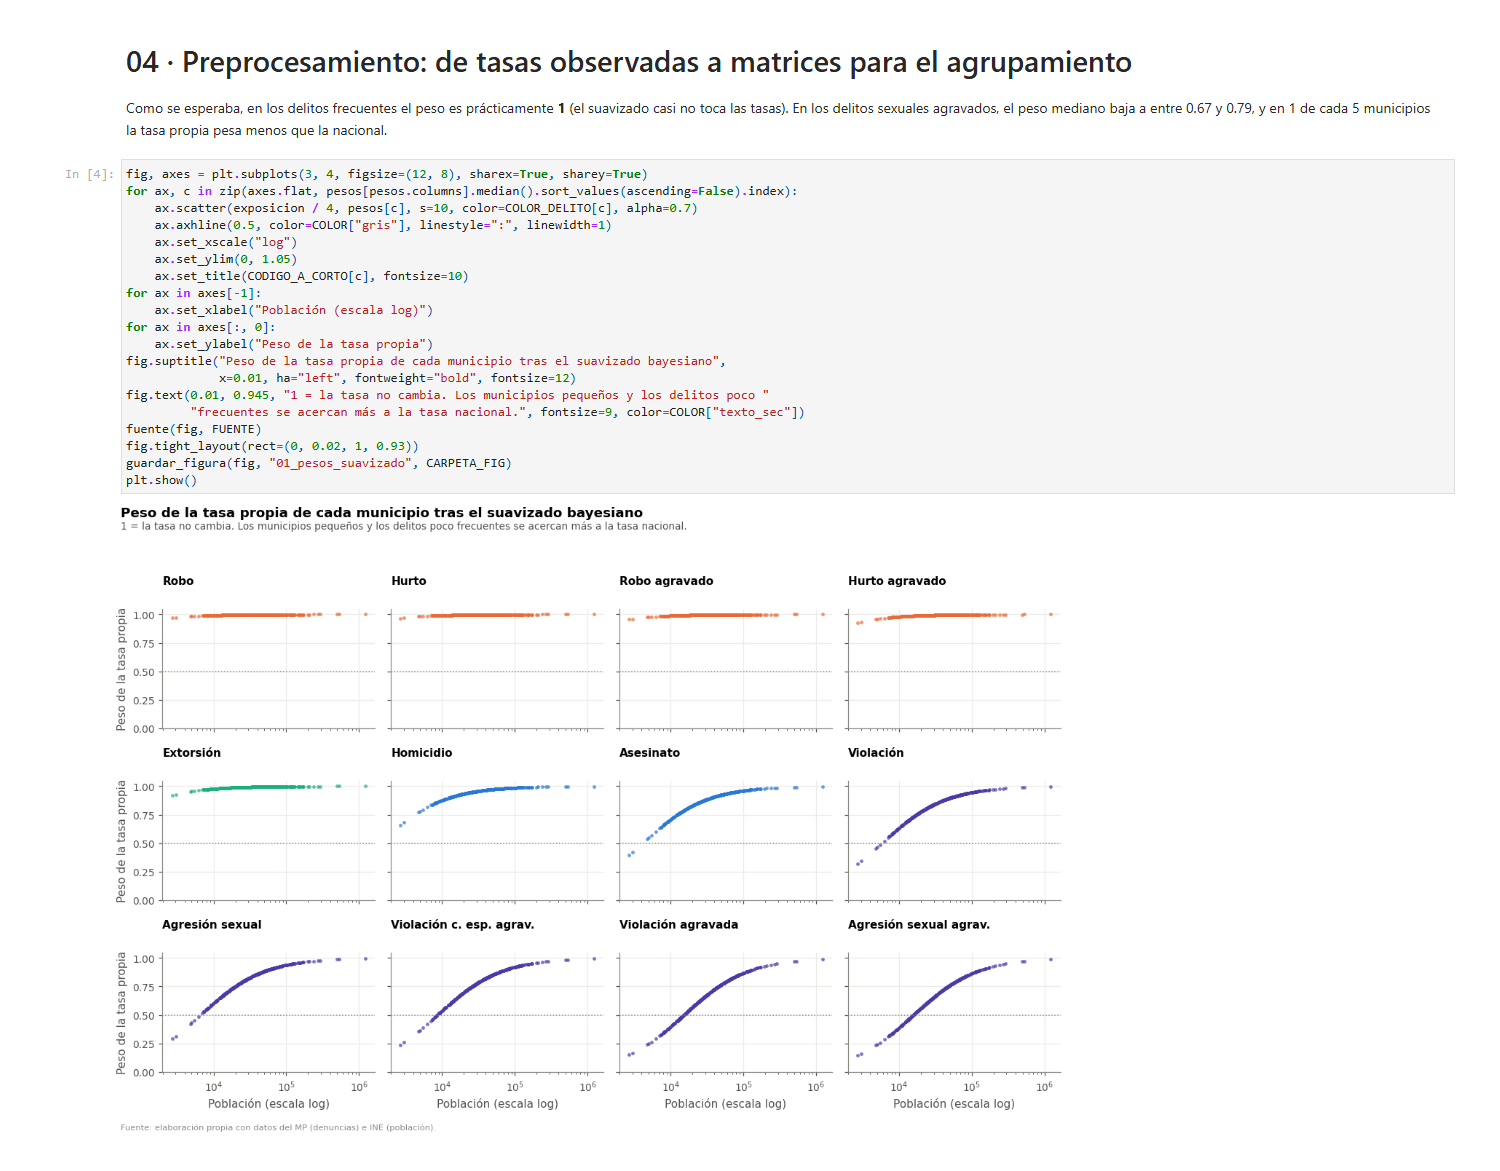 04 · Preprocesamiento: de tasas observadas a matrices para el agrupamiento
Como se esperaba, en los delitos frecuentes el peso es prácticamente 1 (el suavizado casi no toca las tasas). En los delitos sexuales agravados, el peso mediano baja a entre 0.67 y 0.79, y en 1 de cada 5 municipios
la tasa propia pesa menos que la nacional.
In [4]:
fig, axes = plt.subplots(3, 4, figsize=(12, 8), sharex=True, sharey=True)
for ax, c in zip(axes.flat, pesos[pesos.columns].median().sort_values(ascending=False).index):
    ax.scatter(exposicion / 4, pesos[c], s=10, color=COLOR_DELITO[c], alpha=0.7)
    ax.axhline(0.5, color=COLOR["gris"], linestyle=":", linewidth=1)
    ax.set_xscale("log")
    ax.set_ylim(0, 1.05)
    ax.set_title(CODIGO_A_CORTO[c], fontsize=10)
for ax in axes[-1]:
    ax.set_xlabel("Población (escala log)")
for ax in axes[:, 0]:
    ax.set_ylabel("Peso de la tasa propia")
fig.suptitle("Peso de la tasa propia de cada municipio tras el suavizado bayesiano",
             x=0.01, ha="left", fontweight="bold", fontsize=12)
fig.text(0.01, 0.945, "1 = la tasa no cambia. Los municipios pequeños y los delitos poco "
         "frecuentes se acercan más a la tasa nacional.", fontsize=9, color=COLOR["texto_sec"])
fuente(fig, FUENTE)
fig.tight_layout(rect=(0, 0.02, 1, 0.93))
guardar_figura(fig, "01_pesos_suavizado", CARPETA_FIG)
plt.show()
Peso de la tasa propia de cada municipio tras el suavizado bayesiano
1 = la tasa no cambia. Los municipios pequeños y los delitos poco frecuentes se acercan más a la tasa nacional.
Robo Hurto Robo agravado Hurto agravado
Peso de la tasa propia
1.00
0.75
0.50
0.25
0.00
Extorsión Homicidio Asesinato Violación
Peso de la tasa propia
1.00
0.75
0.50
0.25
0.00
Agresión sexual Violación c. esp. agrav. Violación agravada Agresión sexual agrav.
Peso de la tasa propia
1.00
0.75
0.50
0.25
0.00
10⁴ 10⁵ 10⁶ 10⁴ 10⁵ 10⁶ 10⁴ 10⁵ 10⁶ 10⁴ 10⁵ 10⁶
Población (escala log) Población (escala log) Población (escala log) Población (escala log)
Fuente: elaboración propia con datos del MP (denuncias) e INE (población).